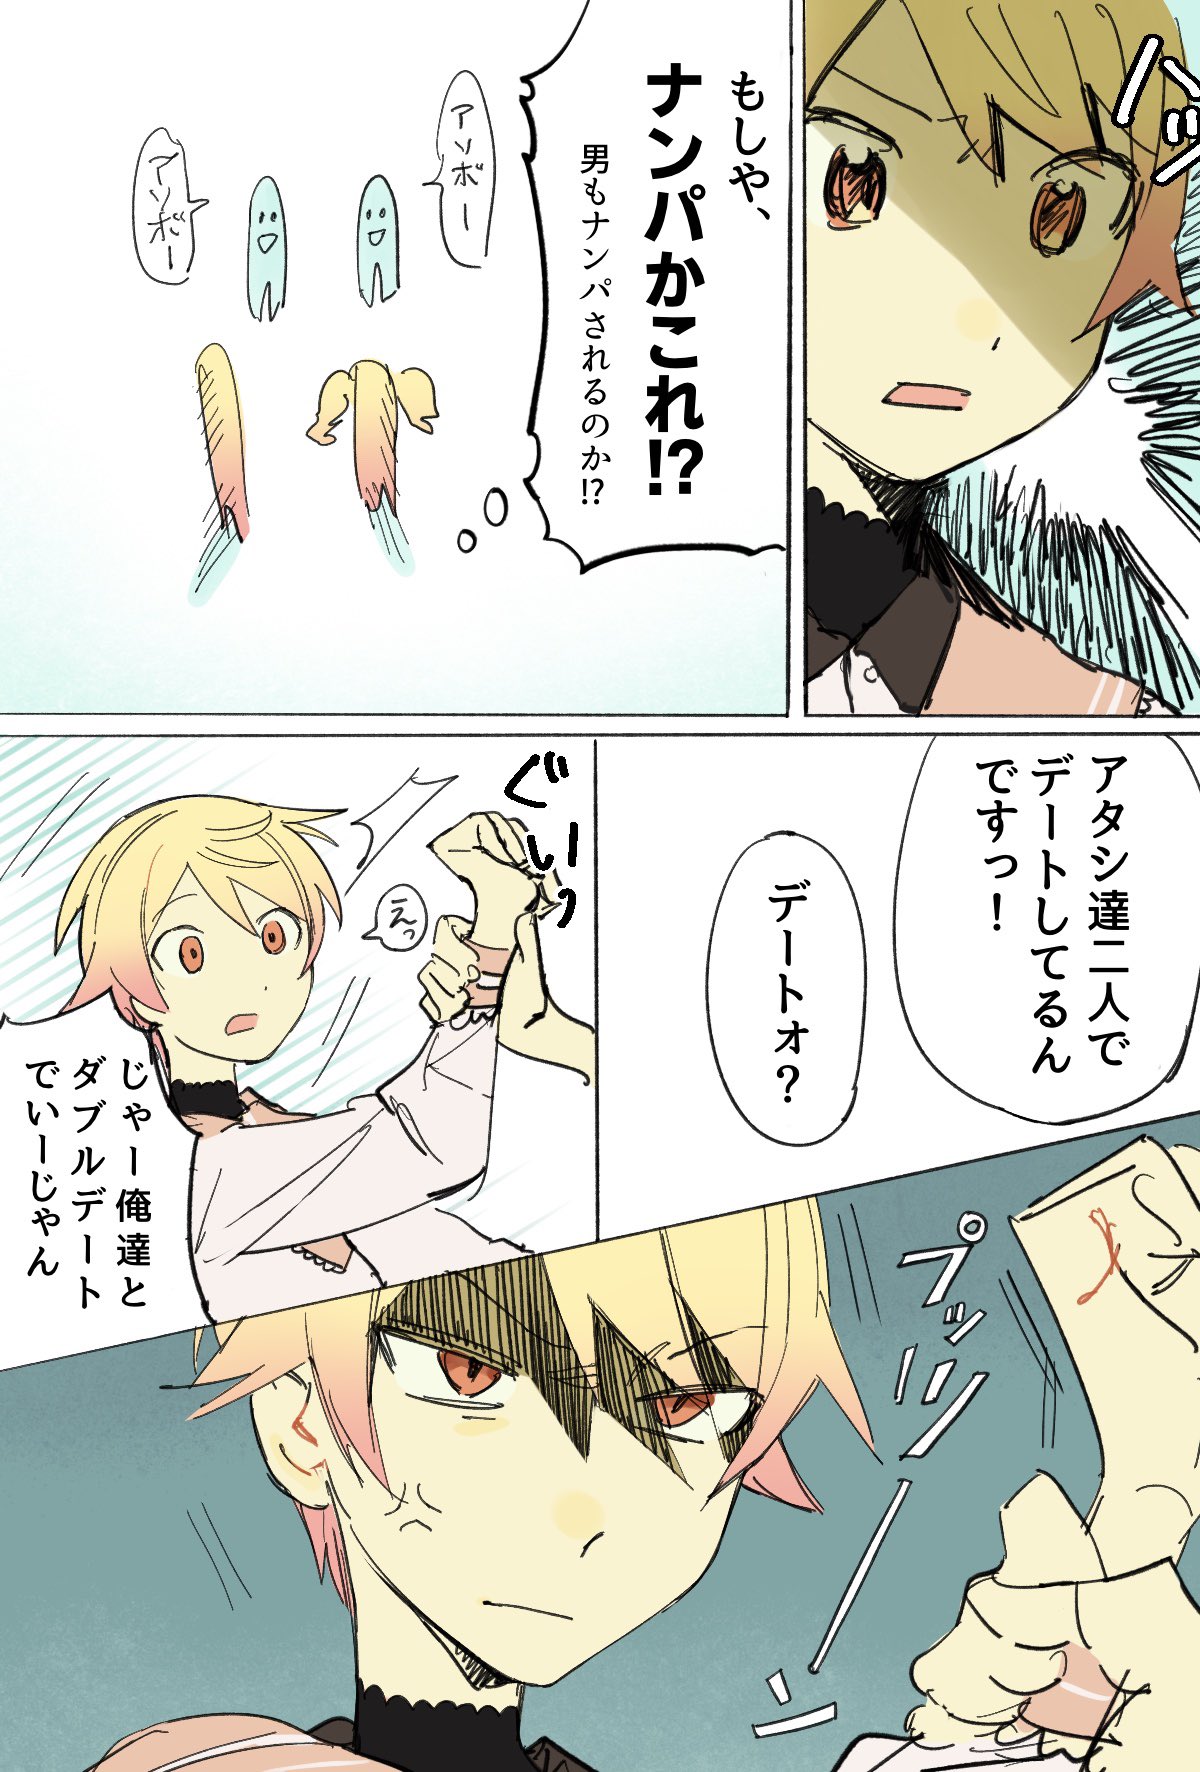 ハッ
もしや、
ナンパかこれ!?
男もナンパされるのか!?
アソボー
アソボー
アタシ達二人で
デートしてるん
ですっ！
デートォ？
ぐいっ
えっ
じゃー俺達と
ダブルデート
でいーじゃん
プッツーン